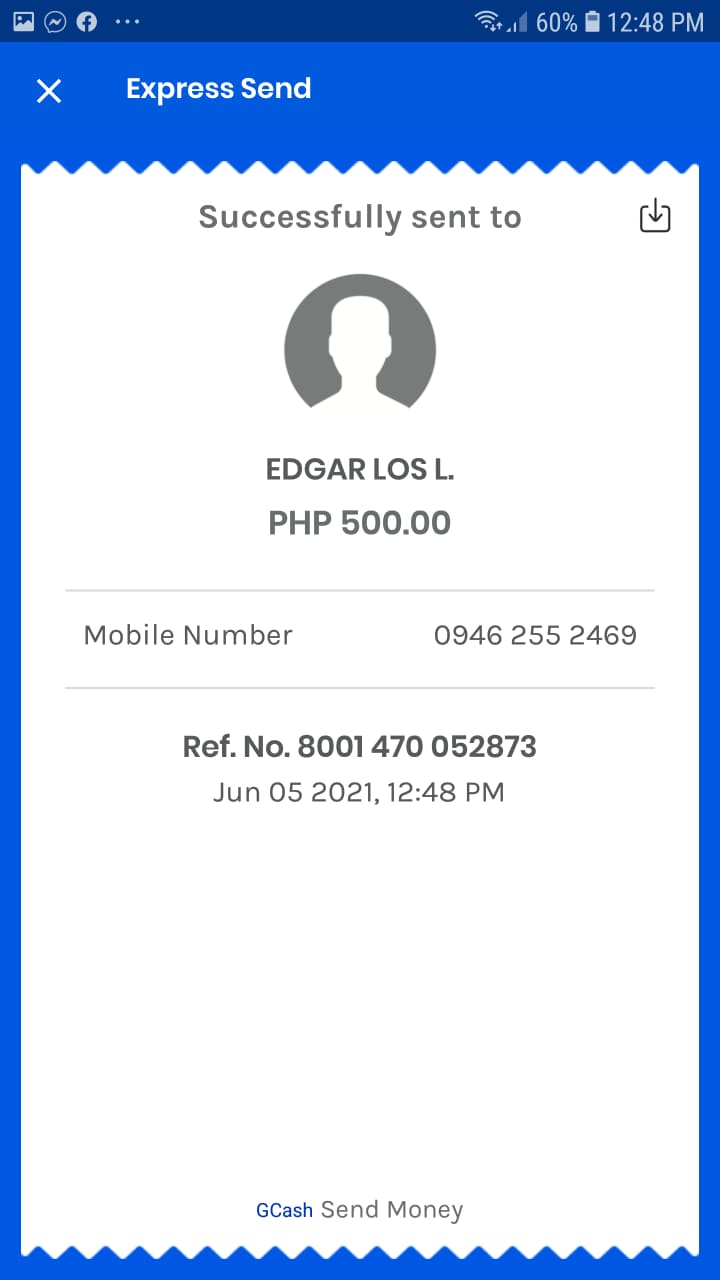 60% 12:48 PM
Express Send
Successfully sent to
EDGAR LOS L.
PHP 500.00
Mobile Number 0946 255 2469
Ref. No. 8001 470 052873
Jun 05 2021, 12:48 PM
GCash Send Money